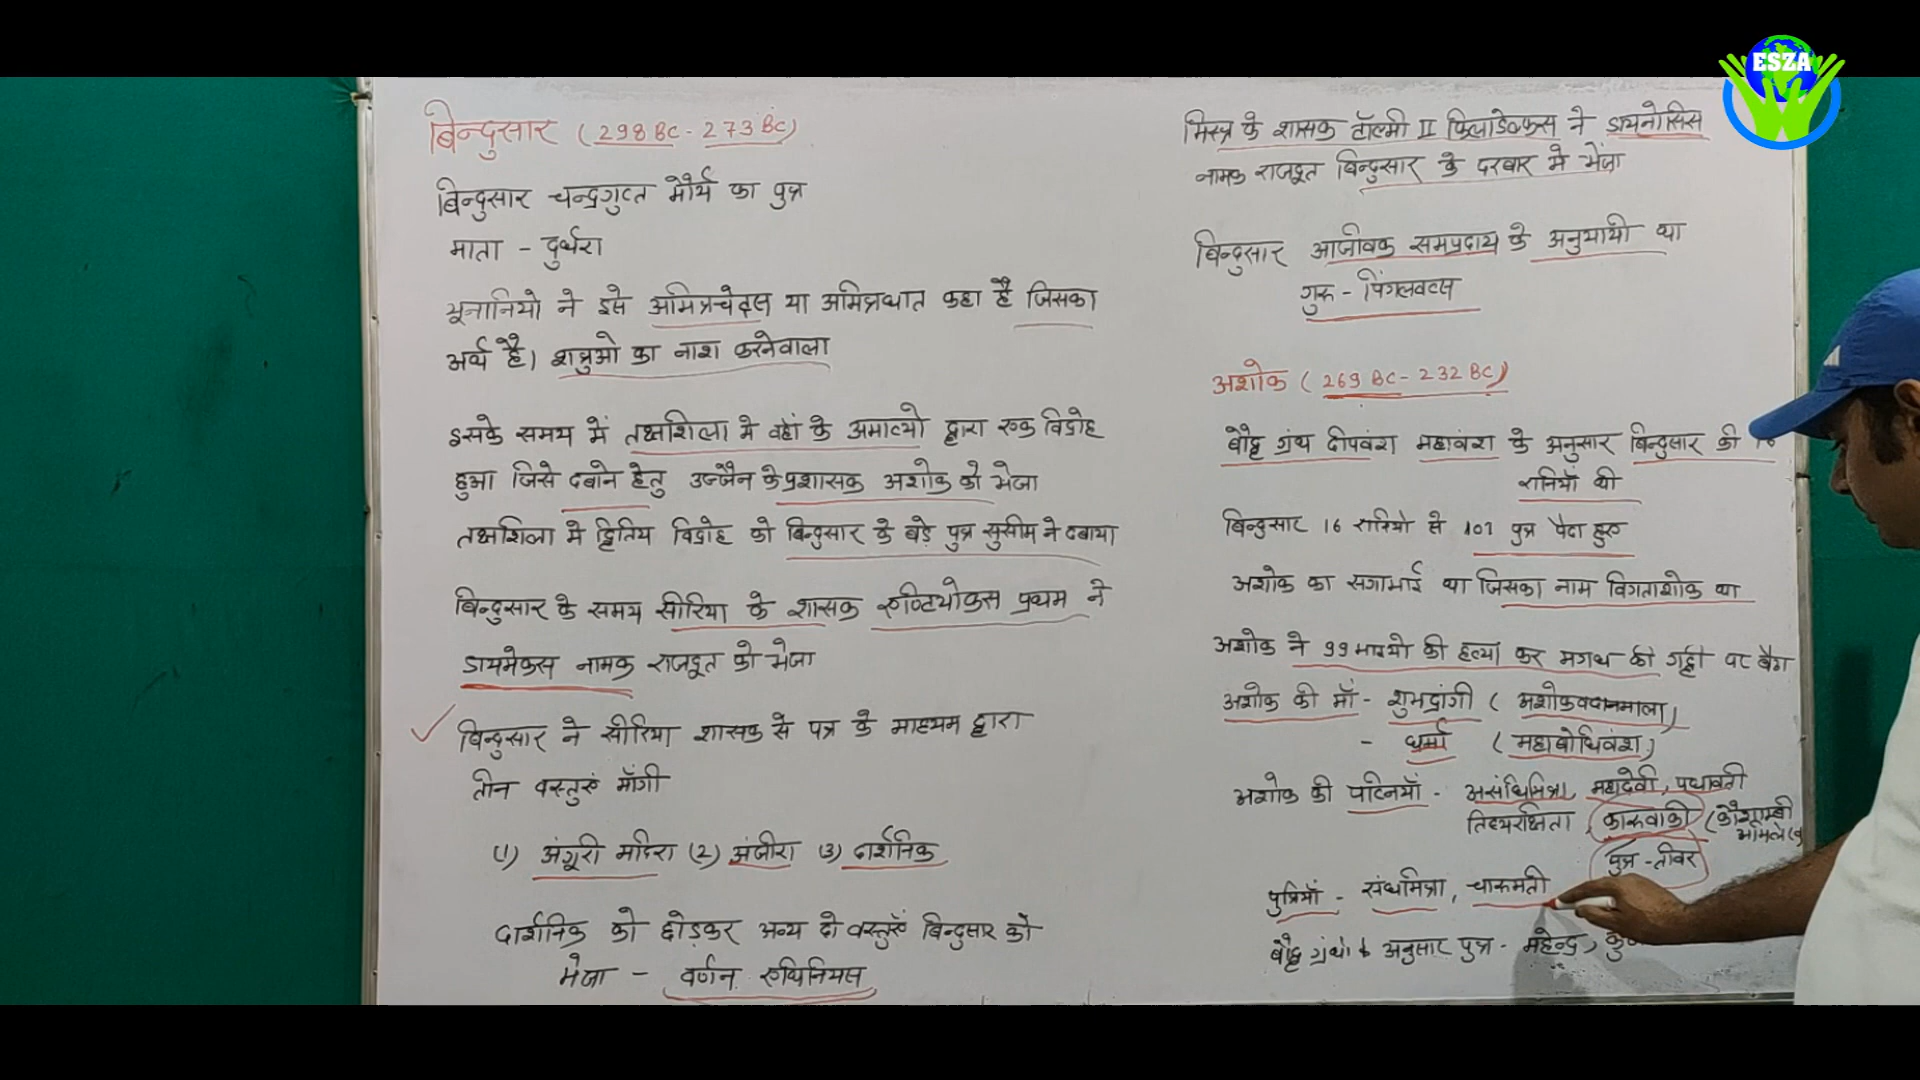 बिन्दुसार (298 BC - 273 BC)
बिन्दुसार चन्द्रगुप्त मौर्य का पुत्र
माता - दुर्धरा
यूनानियो ने इसे अमित्रचेट्स या अमित्रघात कहा है जिसका
अर्थ है। शत्रुओ का नाश करनेवाला
इसके समय में तक्षशिला मे वहां के अमात्यो द्वारा एक विद्रोह
हुआ जिसे दबाने हेतु उज्जैन के प्रशासक अशोक को भेजा
तक्षशिला मे द्वितिय विद्रोह को बिन्दुसार के बड़े पुत्र सुसीम ने दबाया
बिन्दुसार के समय सीरिया के शासक एण्टियोकस प्रथम ने
डायमेकस नामक राजदूत को भेजा
बिन्दुसार ने सीरिया शासक से पत्र के माध्यम द्वारा
तीन वस्तुएं माँगी
(1) अंगूरी मदिरा (2) अंजीरा (3) दार्शनिक
दार्शनिक को छोड़कर अन्य दो वस्तुएँ बिन्दुसार को
भेजा - वर्णन एथिनियस
मिस्त्र के शासक टॉल्मी II फिलाडेल्फस ने डायनोसिस
नामक राजदूत बिन्दुसार के दरबार मे भेंजा
बिन्दुसार आजीवक समप्रदाय के अनुयायी था
गुरु - पिंगलवत्स
अशोक (269 BC - 232 BC)
बौद्ध ग्रंथ दीपवंश महावंश के अनुसार बिन्दुसार की
रानियाँ थी
बिन्दुसार 16 रानियो से 101 पुत्र पैदा हुए
अशोक का सगाभाई था जिसका नाम विगताशोक था
अशोक ने 99 भाइयो की हत्या कर मगध की गद्दी पर बैठा
अशोक की माँ - शुभद्रांगी (अशोकवदानमाला)
- धर्मा (महाबोधिवंश)
अशोक की पत्नियाँ - असंधिमित्रा, महादेवी, पद्मावती
तिष्यरक्षिता, कारुवाकी (कौशाम्बी
पुत्र - तीवर
पुत्रियाँ - संघमित्रा, चारुमती
बौद्ध ग्रंथो के अनुसार पुत्र - महेन्द्र,
ESZA